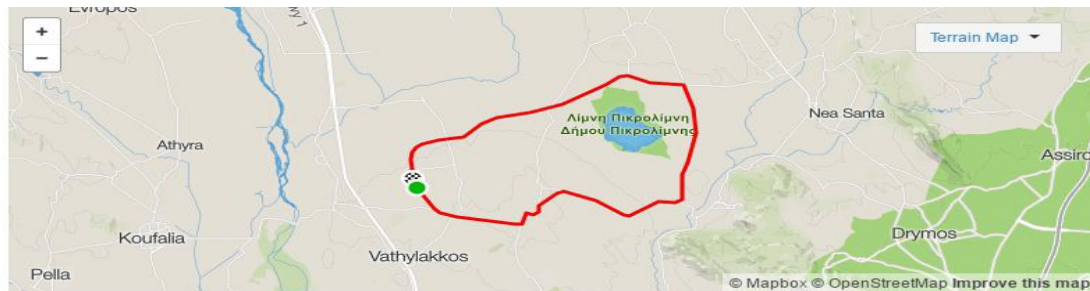 Evropos
+
−
Terrain Map
Λίμνη Πικρολίμνη
Δήμου Πικρολίμνης
Nea Santa
Athyra
Assiro
Koufalia
Drymos
Vathylakkos
Pella
© Mapbox © OpenStreetMap Improve this map